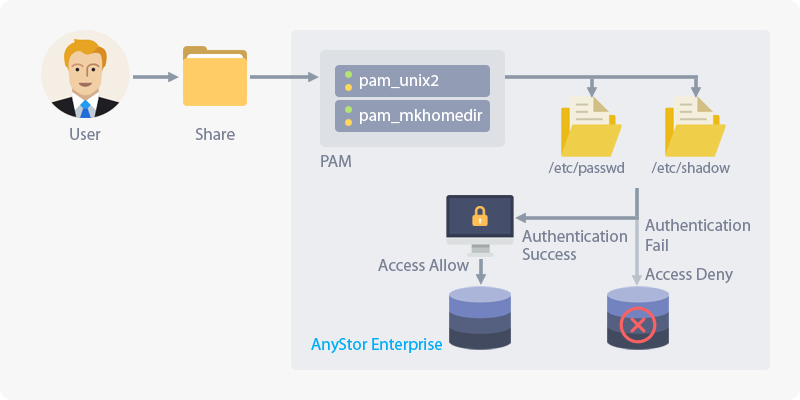 User
Share
pam_unix2
pam_mkhomedir
PAM
/etc/passwd
/etc/shadow
Authentication
Success
Authentication
Fail
Access Allow
Access Deny
AnyStor Enterprise